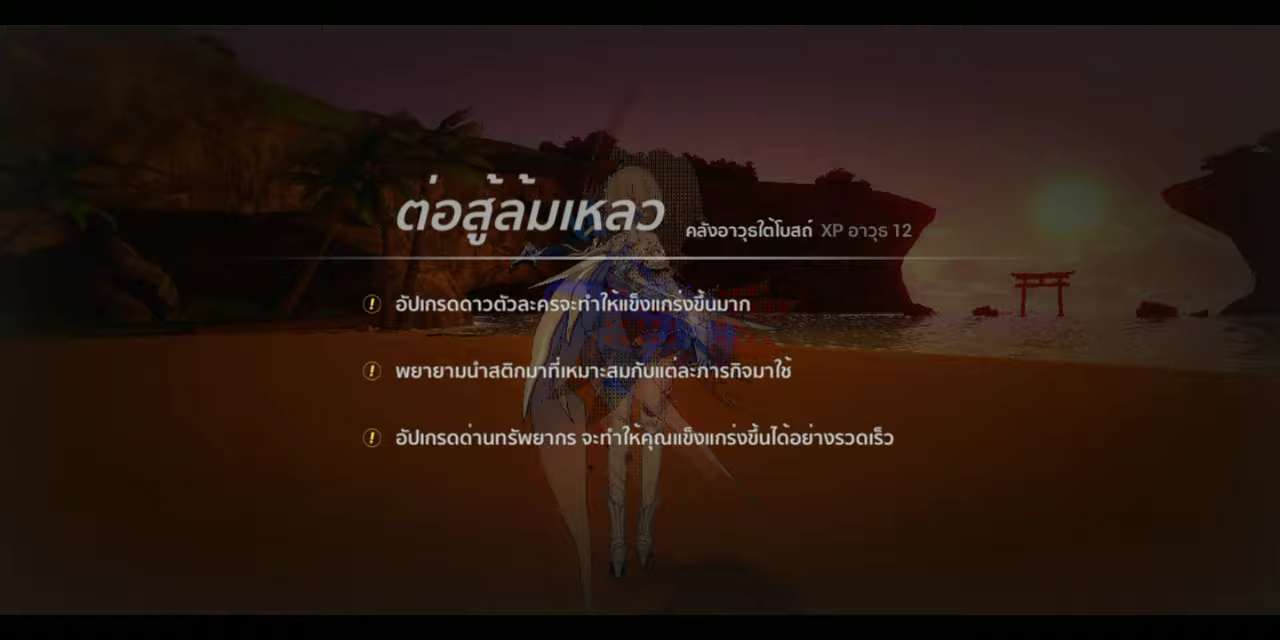 ต่อสู้ล้มเหลว คลังอาวุธใต้โบสถ์ XP อาวุธ 12
อัปเกรดดาวตัวละครจะทำให้แข็งแกร่งขึ้นมาก
พยายามนำสติกมาที่เหมาะสมกับแต่ละภารกิจมาใช้
อัปเกรดด่านทรัพยากร จะทำให้คุณแข็งแกร่งขึ้นได้อย่างรวดเร็ว